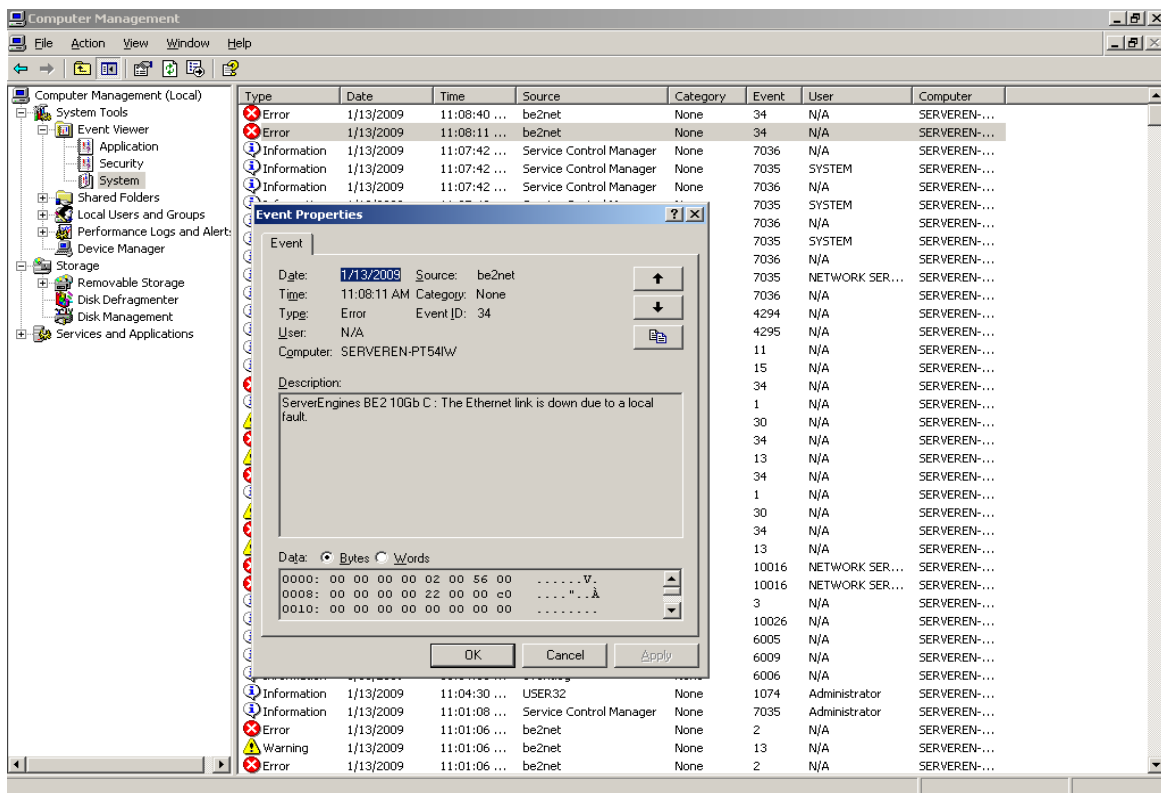 Computer Management
File Action View Window Help
Computer Management (Local)
System Tools
Event Viewer
Application
Security
System
Shared Folders
Local Users and Groups
Performance Logs and Alert:
Device Manager
Storage
Removable Storage
Disk Defragmenter
Disk Management
Services and Applications
Type Date Time Source Category Event User Computer
Error 1/13/2009 11:08:40 ... be2net None 34 N/A SERVEREN-...
Error 1/13/2009 11:08:11 ... be2net None 34 N/A SERVEREN-...
Information 1/13/2009 11:07:42 ... Service Control Manager None 7036 N/A SERVEREN-...
Information 1/13/2009 11:07:42 ... Service Control Manager None 7035 SYSTEM SERVEREN-...
Information 1/13/2009 11:07:42 ... Service Control Manager None 7036 N/A SERVEREN-...
7035 SYSTEM SERVEREN-...
7036 N/A SERVEREN-...
7035 SYSTEM SERVEREN-...
7036 N/A SERVEREN-...
7035 NETWORK SER... SERVEREN-...
7036 N/A SERVEREN-...
4294 N/A SERVEREN-...
4295 N/A SERVEREN-...
11 N/A SERVEREN-...
15 N/A SERVEREN-...
34 N/A SERVEREN-...
1 N/A SERVEREN-...
30 N/A SERVEREN-...
34 N/A SERVEREN-...
13 N/A SERVEREN-...
34 N/A SERVEREN-...
1 N/A SERVEREN-...
30 N/A SERVEREN-...
34 N/A SERVEREN-...
13 N/A SERVEREN-...
10016 NETWORK SER... SERVEREN-...
10016 NETWORK SER... SERVEREN-...
3 N/A SERVEREN-...
10026 N/A SERVEREN-...
6005 N/A SERVEREN-...
6009 N/A SERVEREN-...
6006 N/A SERVEREN-...
Information 1/13/2009 11:04:30 ... USER32 None 1074 Administrator SERVEREN-...
Information 1/13/2009 11:01:08 ... Service Control Manager None 7035 Administrator SERVEREN-...
Error 1/13/2009 11:01:06 ... be2net None 2 N/A SERVEREN-...
Warning 1/13/2009 11:01:06 ... be2net None 13 N/A SERVEREN-...
Error 1/13/2009 11:01:06 ... be2net None 2 N/A SERVEREN-...
Event Properties
Event
Date: 1/13/2009 Source: be2net
Time: 11:08:11 AM Category: None
Type: Error Event ID: 34
User: N/A
Computer: SERVEREN-PT54IW
Description:
ServerEngines BE2 10Gb C : The Ethernet link is down due to a local
fault.
Data: Bytes Words
0000: 00 00 00 00 02 00 56 00 ......V.
0008: 00 00 00 00 22 00 00 c0 ...."..À
0010: 00 00 00 00 00 00 00 00 ........
OK Cancel Apply